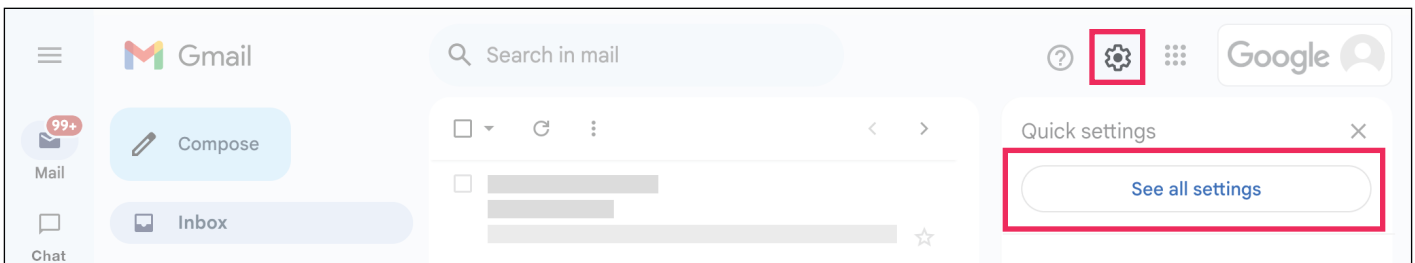 Gmail
Search in mail
Google
99+
Mail
Compose
Quick settings
See all settings
Inbox
Chat